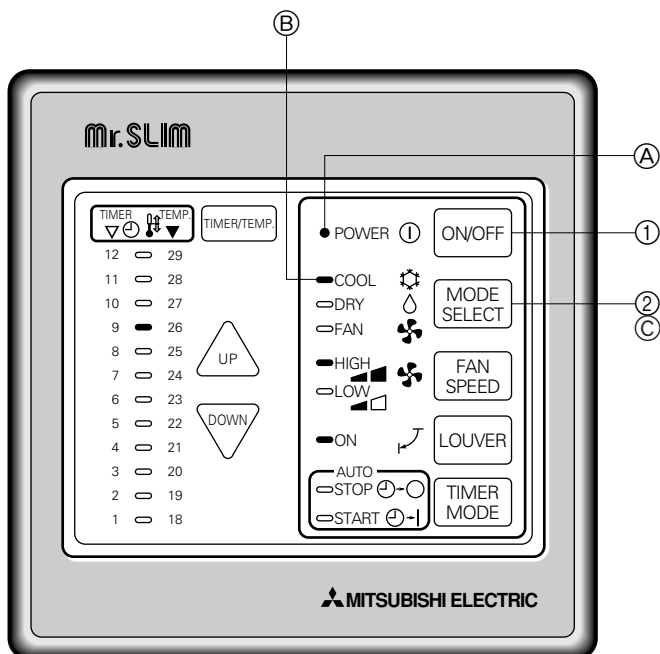 B
A
Mr.SLIM
TIMER TEMP.
TIMER/TEMP.
12 29
11 28
10 27
9 26
8 25
7 24
6 23
5 22
4 21
3 20
2 19
1 18
UP
DOWN
POWER ON/OFF
1
COOL
DRY
FAN
MODE
SELECT
2
C
HIGH
LOW
FAN
SPEED
ON LOUVER
AUTO
STOP
START
TIMER
MODE
MITSUBISHI ELECTRIC